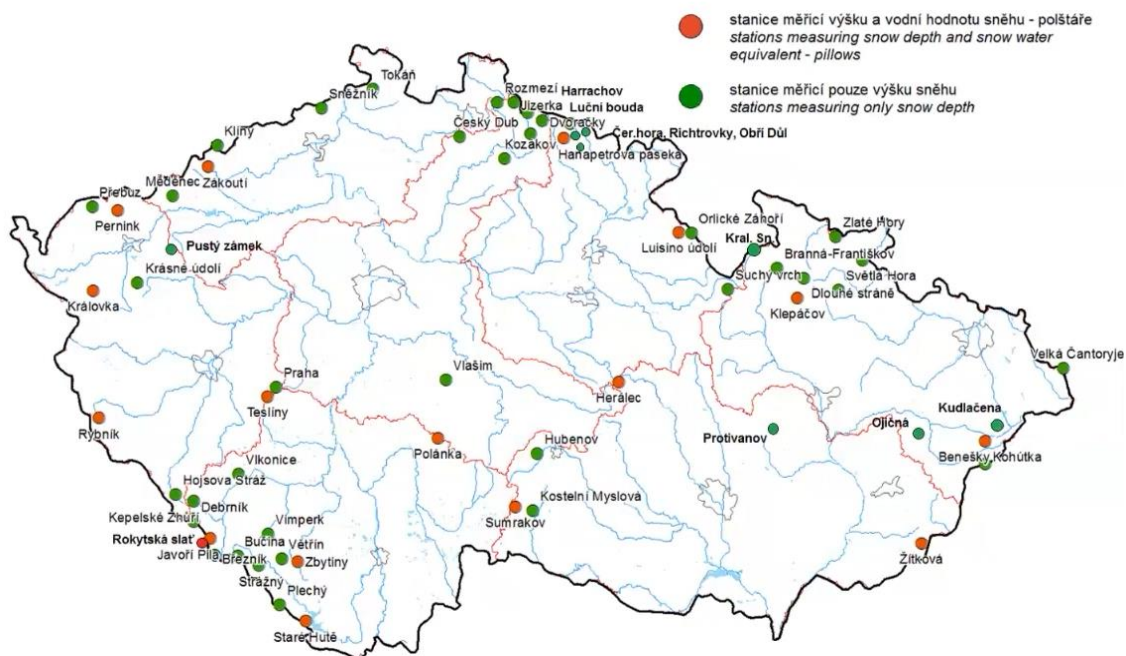 stanice měřicí výšku a vodní hodnotu sněhu - polštáře
stations measuring snow depth and snow water
equivalent - pillows
stanice měřicí pouze výšku sněhu
stations measuring only snow depth
Tokáň
Sněžník
Rozmezí
Harrachov
Jizerka
Luční bouda
Český Dub
Dvoračky
Klíny
Kozákov
Čer.hora, Richtrovky, Obří Důl
Hanapetrova paseka
Měděnec
Zákoutí
Přebuz
Pernink
Orlické Záhoří
Zlaté Hory
Luisino údolí
Kral. Sn.
Pustý zámek
Branná-Františkov
Krásné údolí
Suchý vrch
Světlá Hora
Dlouhé stráně
Královka
Klepáčov
Velká Čantoryje
Vlašim
Praha
Teslíny
Herálec
Kudlačena
Ojičná
Rybník
Protivanov
Polánka
Hubenov
Benešky
Kohútka
Vlkonice
Hojsova Stráž
Kostelní Myslová
Debrník
Sumrakov
Kepelské Zhůří
Vimperk
Rokytská slať
Bučina
Větřín
Javoří Pila
Březník
Zbytiny
Žítková
Strážný
Plechý
Staré Hutě